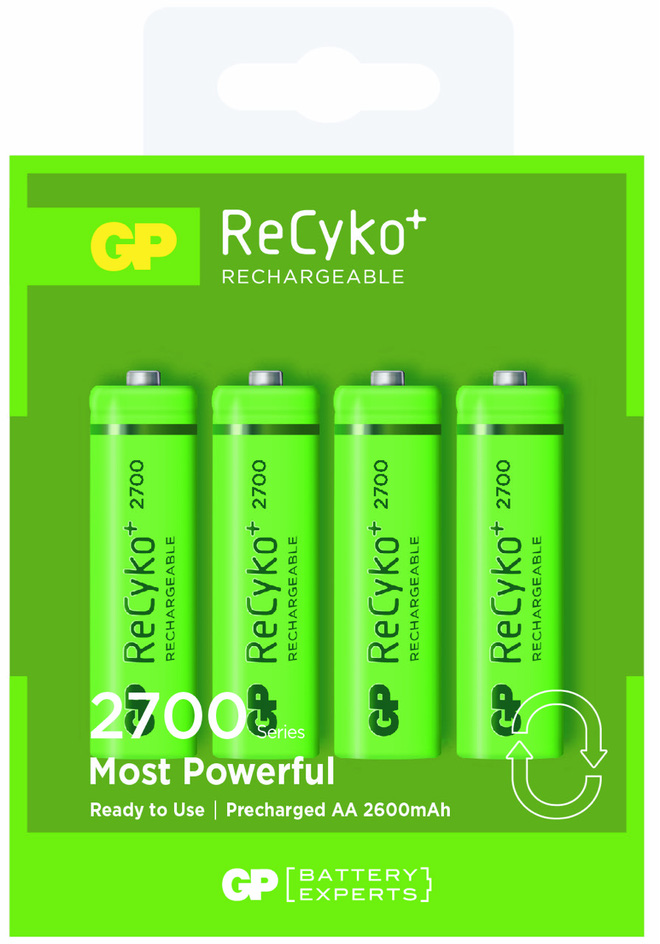 GP
ReCyko+
RECHARGEABLE
GP ReCyko+ 2700
RECHARGEABLE
GP ReCyko+ 2700
RECHARGEABLE
GP ReCyko+ 2700
RECHARGEABLE
GP ReCyko+ 2700
RECHARGEABLE
2700 Series
Most Powerful
Ready to Use | Precharged AA 2600mAh
GP [BATTERY
EXPERTS]